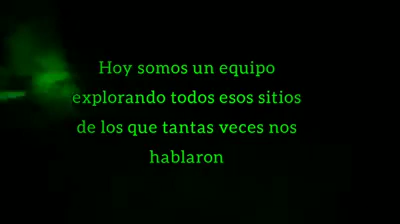 Hoy somos un equipo
explorando todos esos sitios
de los que tantas veces nos
hablaron